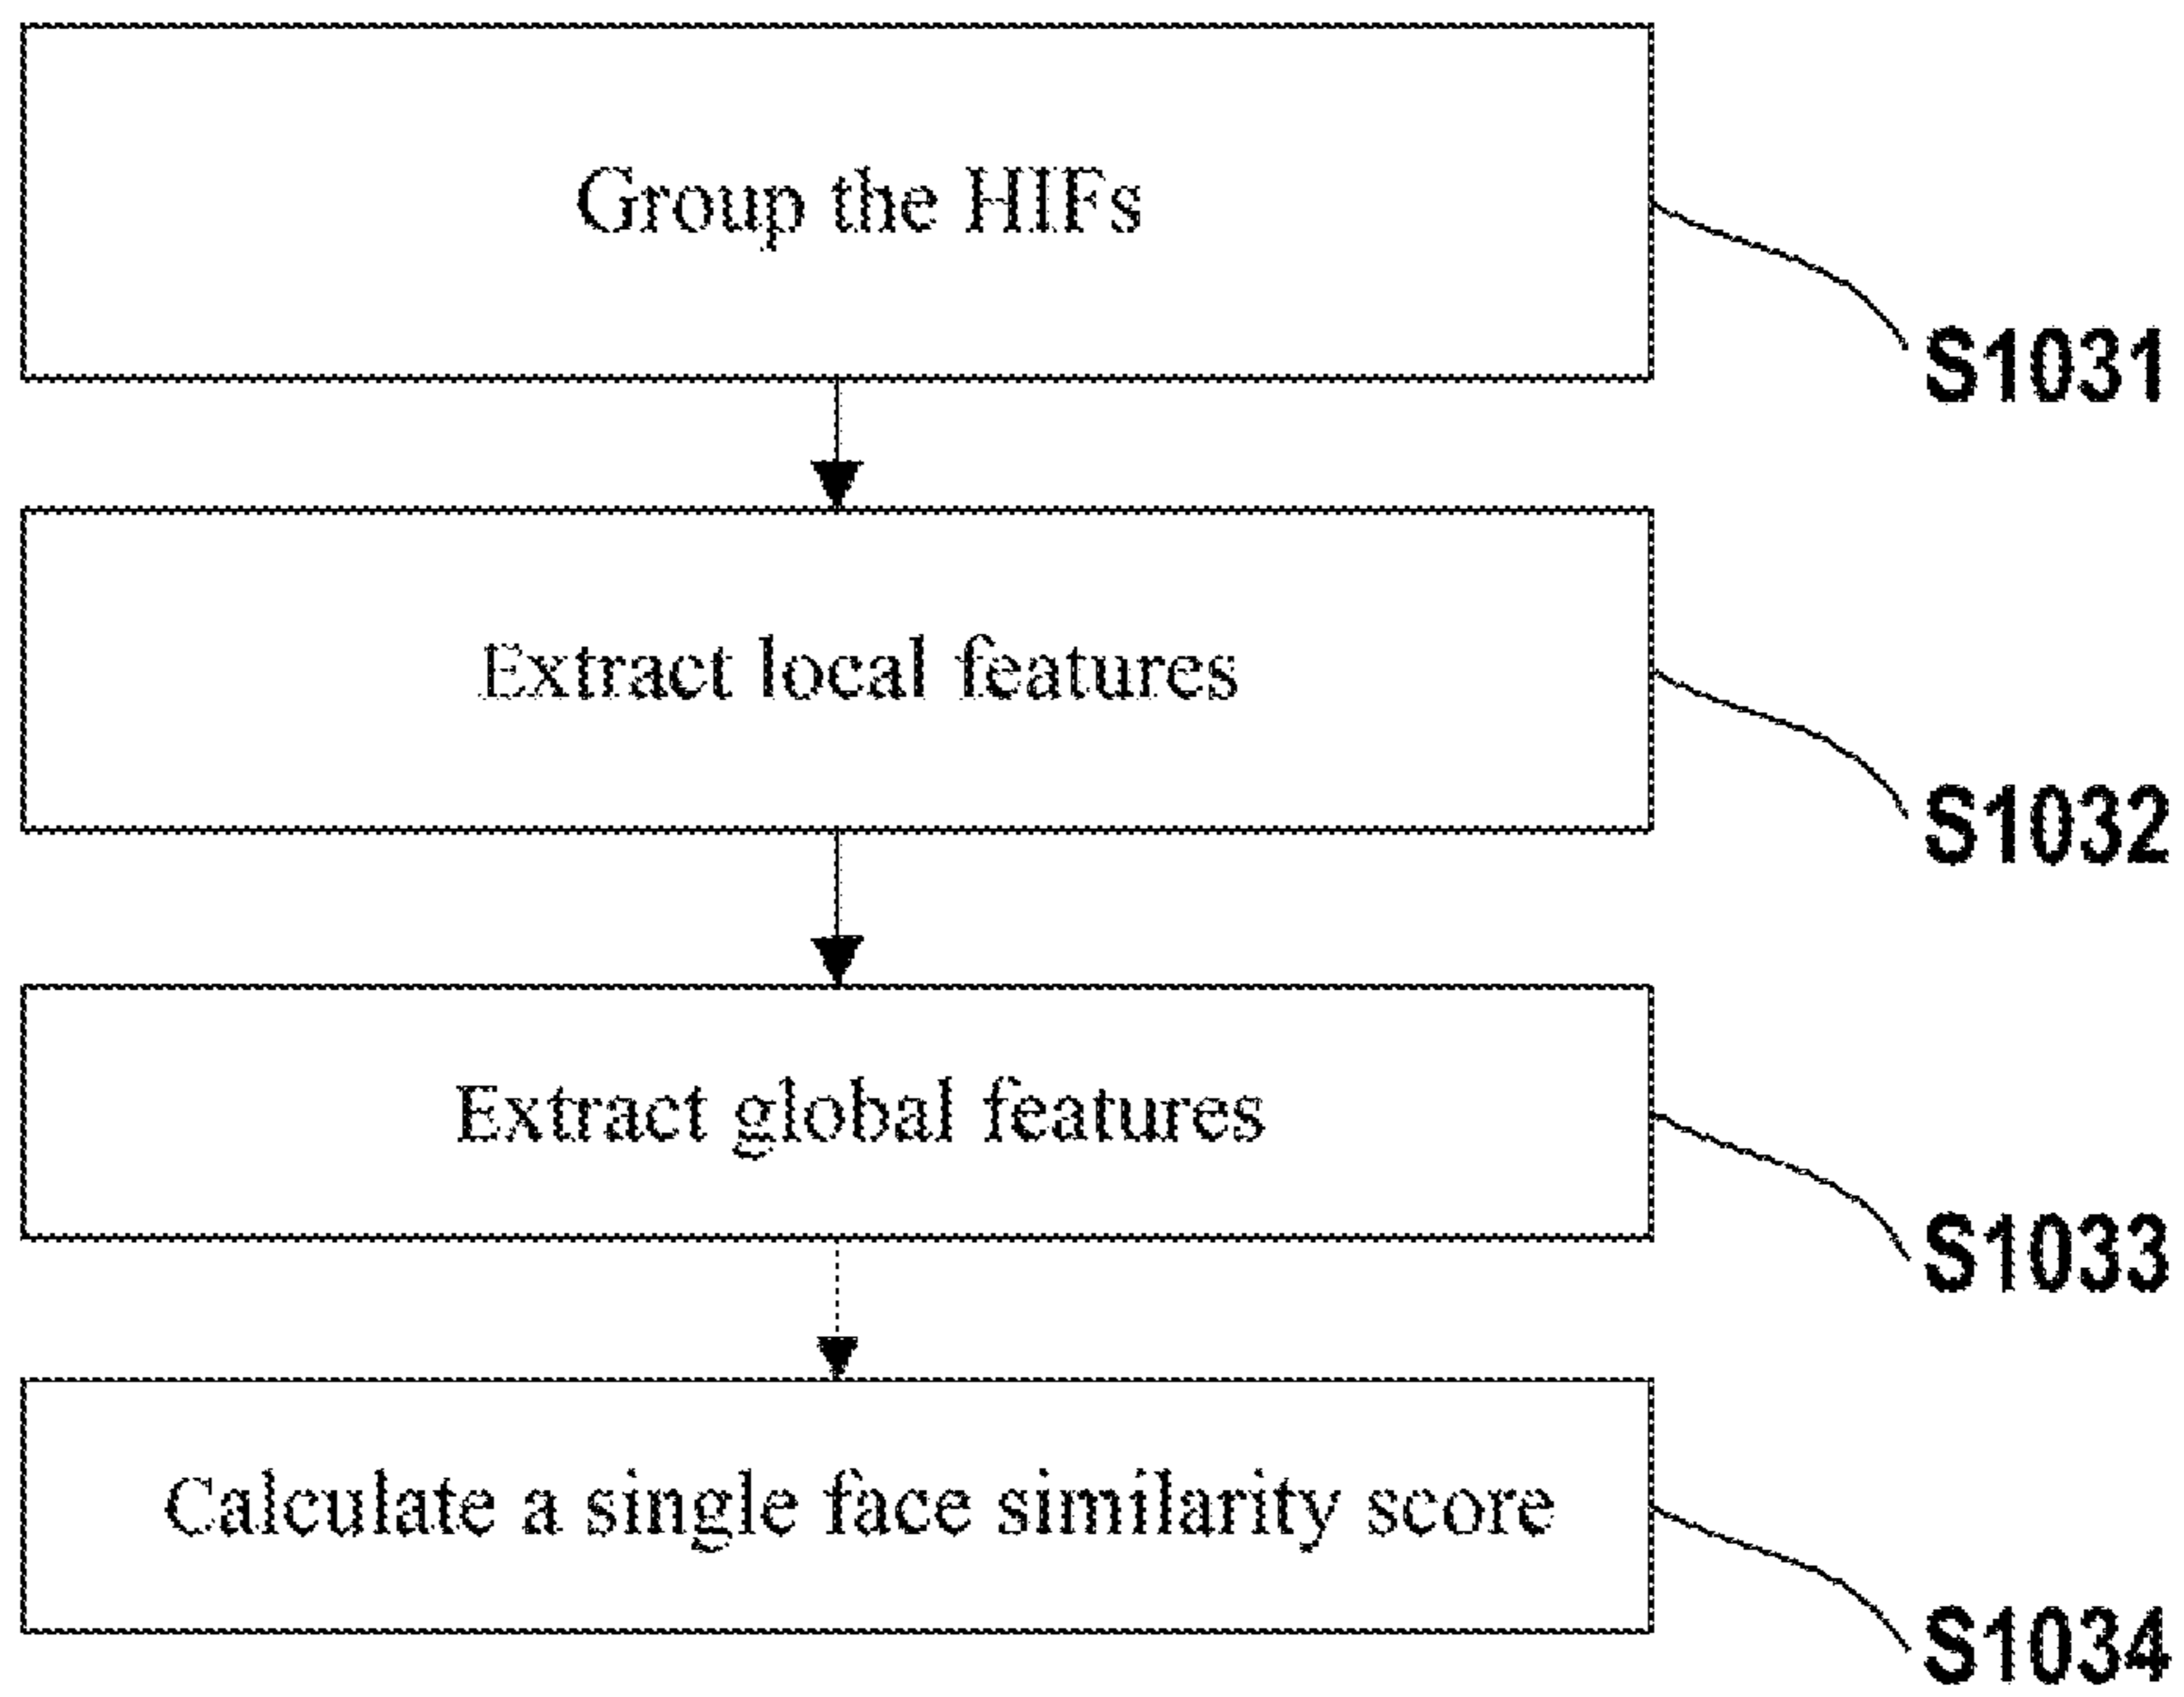 Group the HIFs
S1031
Extract local features
S1032
Extract global features
S1033
Calculate a single face similarity score
S1034